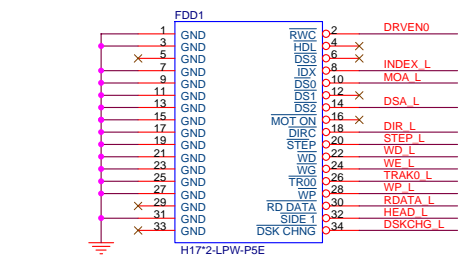 FDD1
1 GND RWC 2 DRVEN0
3 GND HDL 4
5 GND DS3 6
7 GND IDX 8 INDEX_L
9 GND DS0 10 MOA_L
11 GND DS1 12
13 GND DS2 14 DSA_L
15 GND MOT ON 16
17 GND DIRC 18 DIR_L
19 GND STEP 20 STEP_L
21 GND WD 22 WD_L
23 GND WG 24 WE_L
25 GND TR00 26 TRAK0_L
27 GND WP 28 WP_L
29 GND RD DATA 30 RDATA_L
31 GND SIDE 1 32 HEAD_L
33 GND DSK CHNG 34 DSKCHG_L
H17*2-LPW-P5E